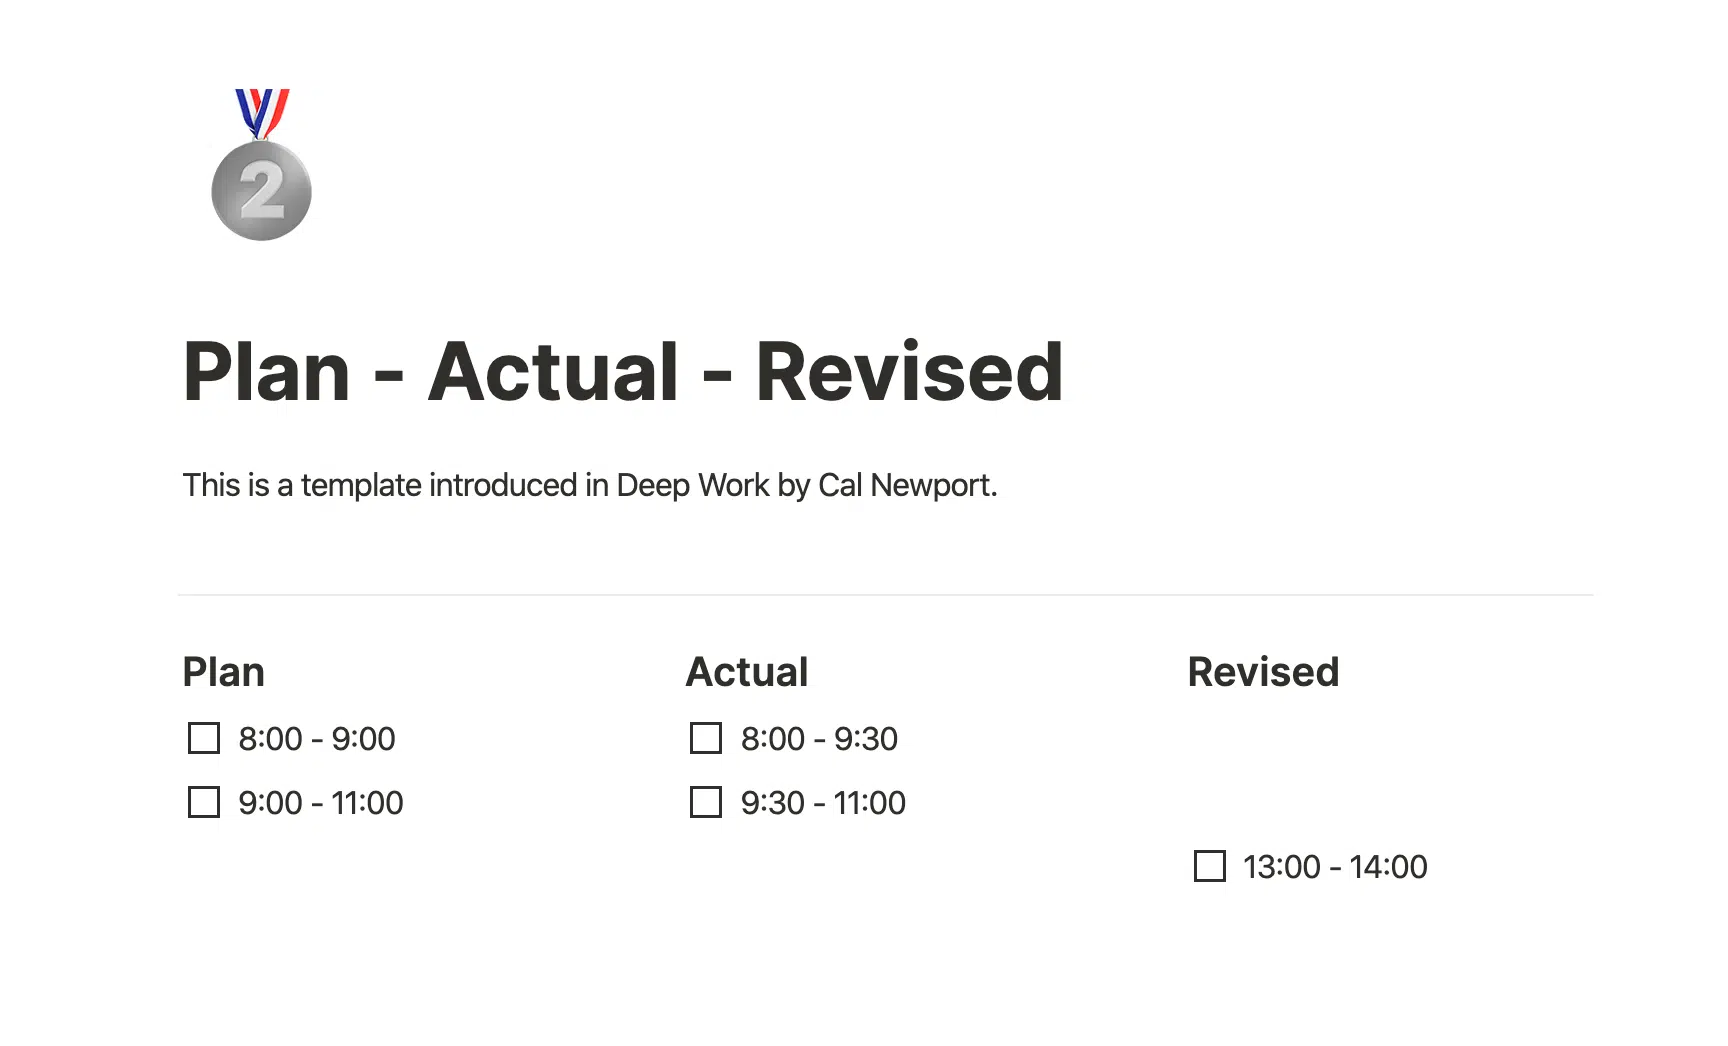 2
Plan - Actual - Revised
This is a template introduced in Deep Work by Cal Newport.
Plan
8:00 - 9:00
9:00 - 11:00
Actual
8:00 - 9:30
9:30 - 11:00
Revised
13:00 - 14:00